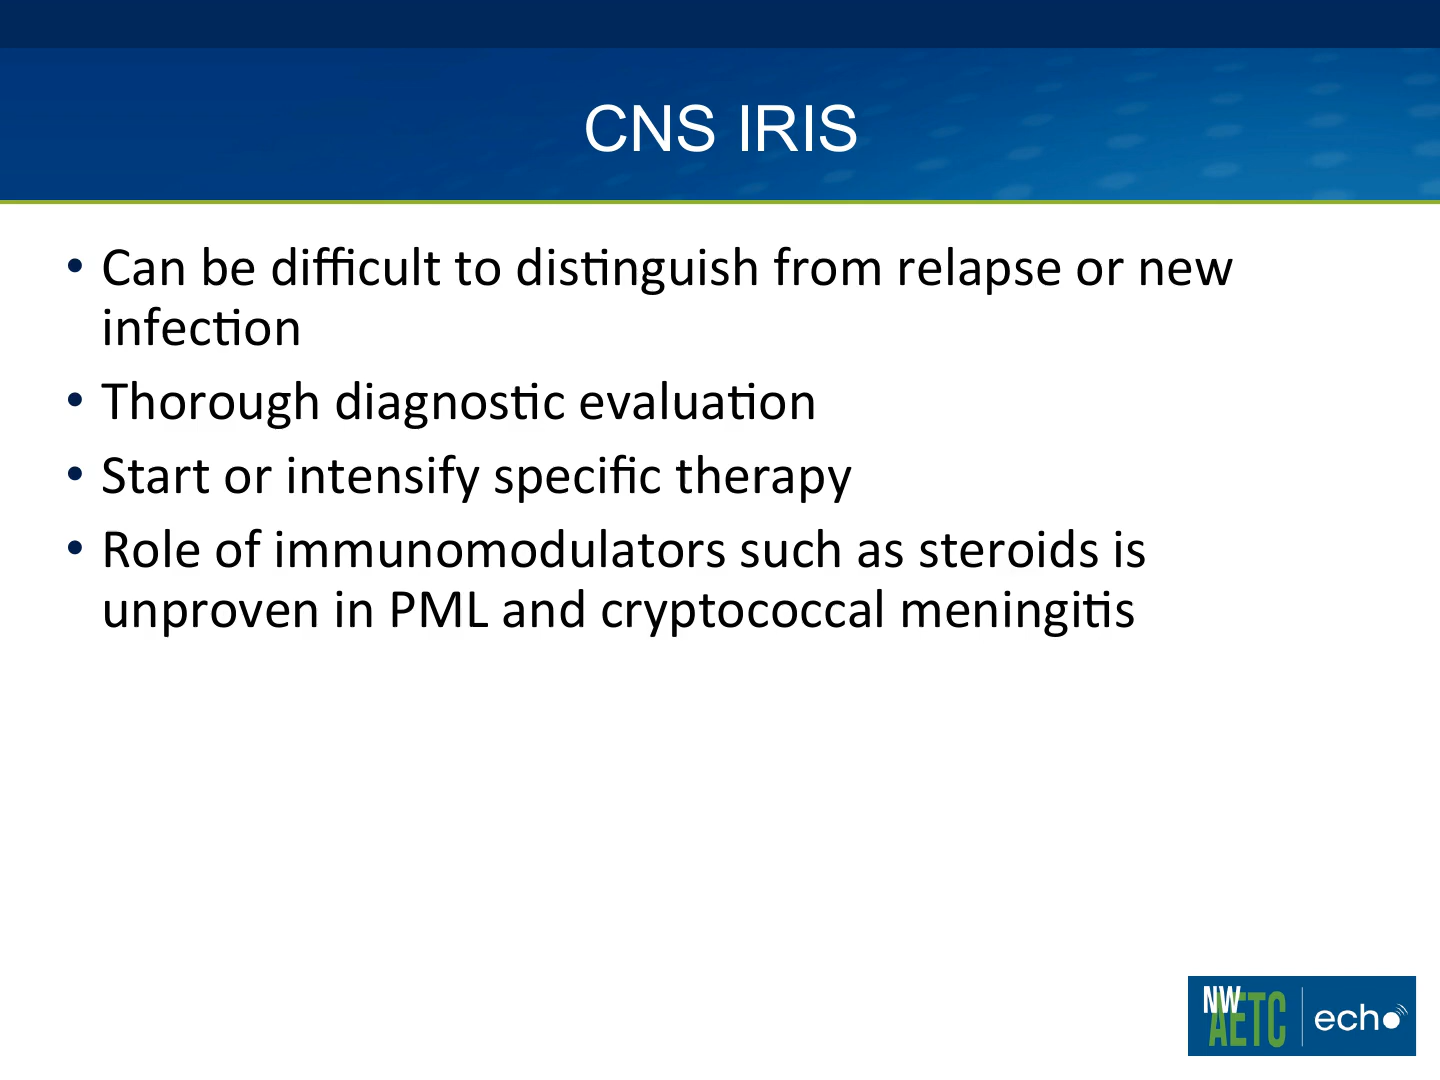 CNS IRIS
• Can be difficult to distinguish from relapse or new
infection
• Thorough diagnostic evaluation
• Start or intensify specific therapy
• Role of immunomodulators such as steroids is
unproven in PML and cryptococcal meningitis
NW
AETC | echo